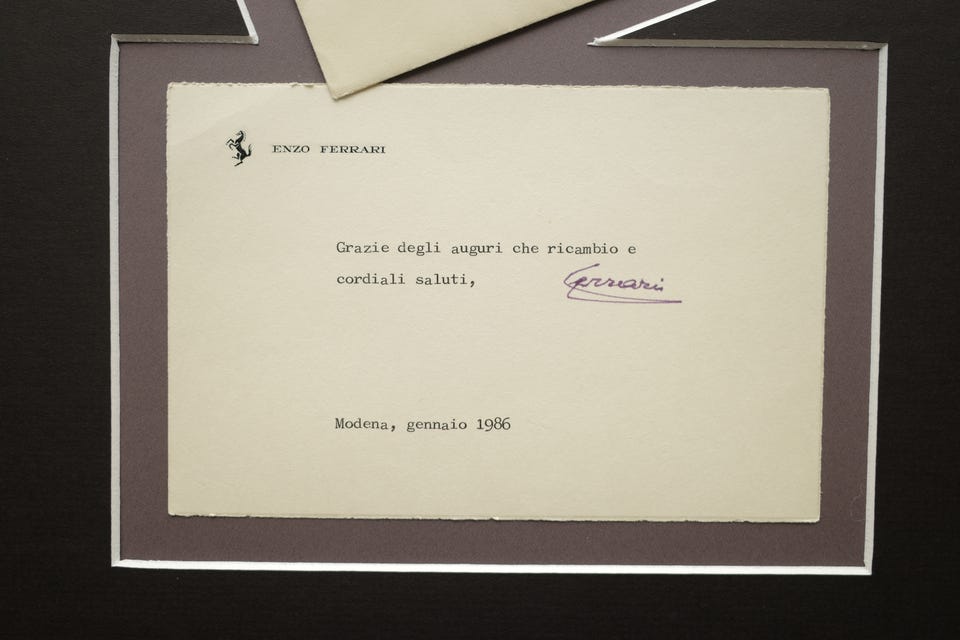 ENZO FERRARI
Grazie degli auguri che ricambio e
cordiali saluti,
Ferrari
Modena, gennaio 1986